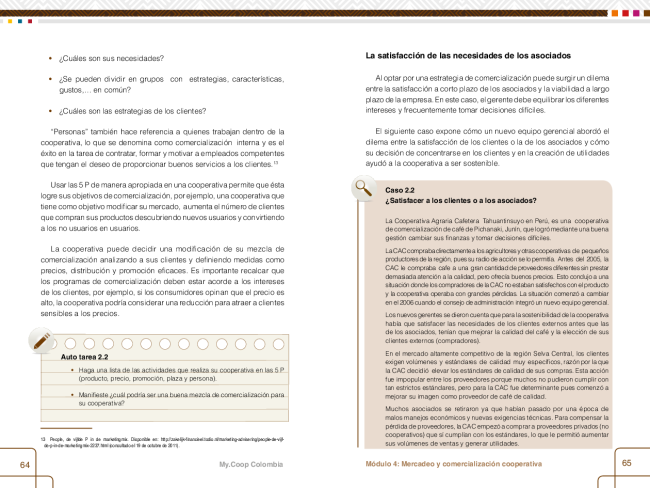 • ¿Cuáles son sus necesidades?
• ¿Se pueden dividir en grupos con estrategias, características,
gustos,… en común?
• ¿Cuáles son las estrategias de los clientes?
"Personas" también hace referencia a quienes trabajan dentro de la
cooperativa, lo que se denomina como comercialización interna y es el
éxito en la tarea de contratar, formar y motivar a empleados competentes
que tengan el deseo de proporcionar buenos servicios a los clientes.13
Usar las 5 P de manera apropiada en una cooperativa permite que ésta
logre sus objetivos de comercialización, por ejemplo, una cooperativa que
tiene como objetivo modificar su mercado, aumenta el número de clientes
que compran sus productos descubriendo nuevos usuarios y convirtiendo
a los no usuarios en usuarios.
La cooperativa puede decidir una modificación de su mezcla de
comercialización analizando a sus clientes y definiendo medidas como
precios, distribución y promoción eficaces. Es importante recalcar que
los programas de comercialización deben estar acorde a los intereses
de los clientes, por ejemplo, si los consumidores opinan que el precio es
alto, la cooperativa podría considerar una reducción para atraer a clientes
sensibles a los precios.
Auto tarea 2.2
• Haga una lista de las actividades que realiza su cooperativa en las 5 P
(producto, precio, promoción, plaza y persona).
• Manifieste ¿cuál podría ser una buena mezcla de comercialización para
su cooperativa?
13 People, de vijfde P in de marketingmix. Disponible en:
(consultado el 19 de octubre de 2011).
64
My.Coop Colombia
La satisfacción de las necesidades de los asociados
Al optar por una estrategia de comercialización puede surgir un dilema
entre la satisfacción a corto plazo de los asociados y la viabilidad a largo
plazo de la empresa. En este caso, el gerente debe equilibrar los diferentes
intereses y frecuentemente tomar decisiones difíciles.
El siguiente caso expone cómo un nuevo equipo gerencial abordó el
dilema entre la satisfacción de los clientes o la de los asociados y cómo
su decisión de concentrarse en los clientes y en la creación de utilidades
ayudó a la cooperativa a ser sostenible.
Caso 2.2
¿Satisfacer a los clientes o a los asociados?
La Cooperativa Agraria Cafetera Tahuantinsuyo en Perú, es una cooperativa
de comercialización de café de Pichanaki, Junín, que logró mediante una buena
gestión cambiar sus finanzas y tomar decisiones difíciles.
La CAC compraba directamente a los agricultores y otras cooperativas de pequeños
productores de la región, pues su radio de acción se lo permitía. Antes del 2005, la
CAC le compraba cafe a una gran cantidad de proveedores diferentes sin prestar
demasiada atención a la calidad, pero ofrecía buenos precios. Esto condujo a una
situación donde los compradores de la CAC no estaban satisfechos con el producto
y la cooperativa operaba con grandes pérdidas. La situación comenzó a cambiar
en el 2006 cuando el consejo de administración integró un nuevo equipo gerencial.
Los nuevos gerentes se dieron cuenta que para la sostenibilidad de la cooperativa
había que satisfacer las necesidades de los clientes externos antes que las
de los asociados, tenían que mejorar la calidad del café y la elección de sus
clientes externos (compradores).
En el mercado altamente competitivo de la región Selva Central, los clientes
exigen volúmenes y estándares de calidad muy específicos, razón por la que
la CAC decidió elevar los estándares de calidad de sus compras. Esta acción
fue impopular entre los proveedores porque muchos no pudieron cumplir con
tan estrictos estándares, pero para la CAC fue determinante pues comenzó a
mejorar su imagen como proveedor de café de calidad.
Muchos asociados se retiraron ya que habían pasado por una época de
malos manejos económicos y nuevas exigencias técnicas. Para compensar la
pérdida de proveedores, la CAC empezó a comprar a proveedores privados (no
cooperativos) que sí cumplían con los estándares, lo que le permitió aumentar
sus volúmenes de ventas y generar utilidades.
Módulo 4: Mercadeo y comercialización cooperativa
65